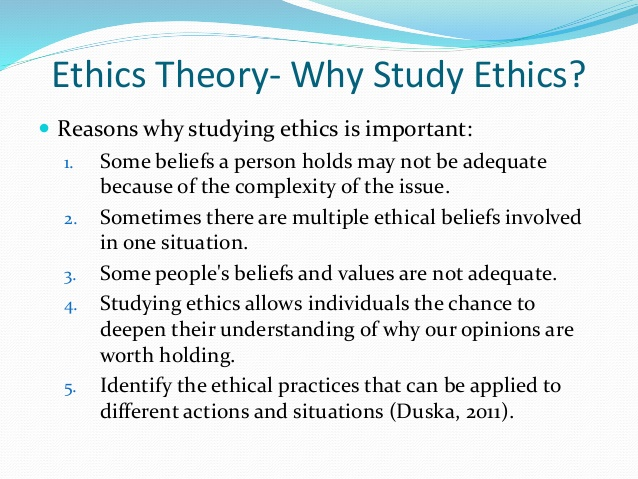 Ethics Theory- Why Study Ethics?
• Reasons why studying ethics is important:
1. Some beliefs a person holds may not be adequate
because of the complexity of the issue.
2. Sometimes there are multiple ethical beliefs involved
in one situation.
3. Some people's beliefs and values are not adequate.
4. Studying ethics allows individuals the chance to
deepen their understanding of why our opinions are
worth holding.
5. Identify the ethical practices that can be applied to
different actions and situations (Duska, 2011).